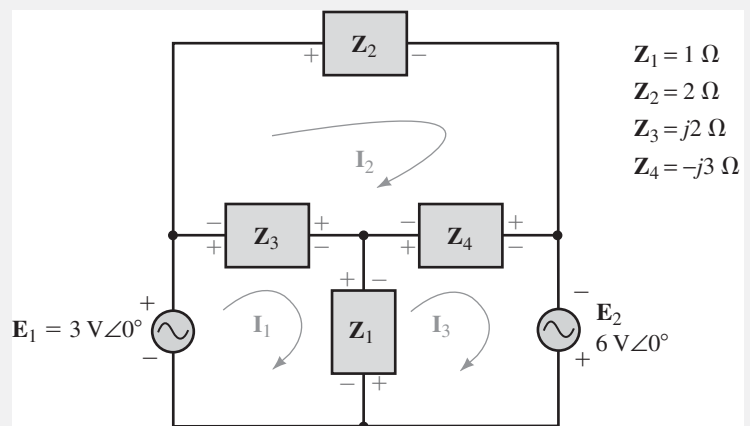 Z2
+ −
Z1 = 1 Ω
Z2 = 2 Ω
Z3 = j2 Ω
Z4 = −j3 Ω
I2
− + − +
Z3 Z4
+ − + −
+ − −
+
E1 = 3 V∠0°
−
I1
Z1
I3
E2
6 V∠0°
− + +